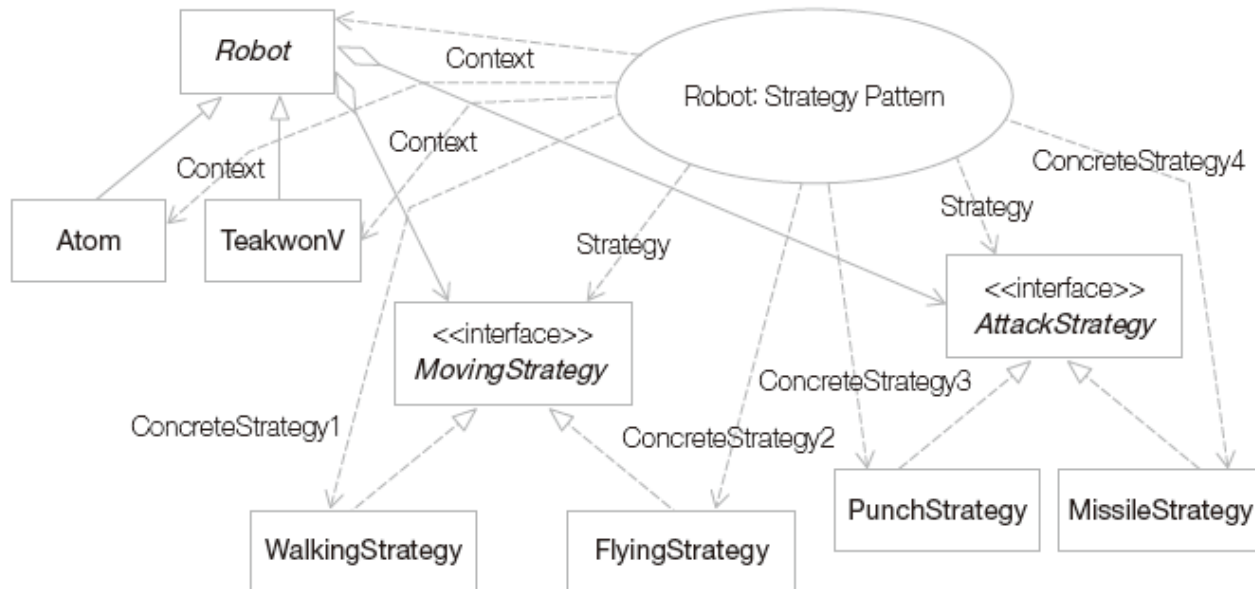 Robot
Context
Robot: Strategy Pattern
Context
Context
ConcreteStrategy4
Atom
TeakwonV
Strategy
Strategy
<<interface>>
MovingStrategy
<<interface>>
AttackStrategy
ConcreteStrategy1
ConcreteStrategy2
ConcreteStrategy3
WalkingStrategy
FlyingStrategy
PunchStrategy
MissileStrategy